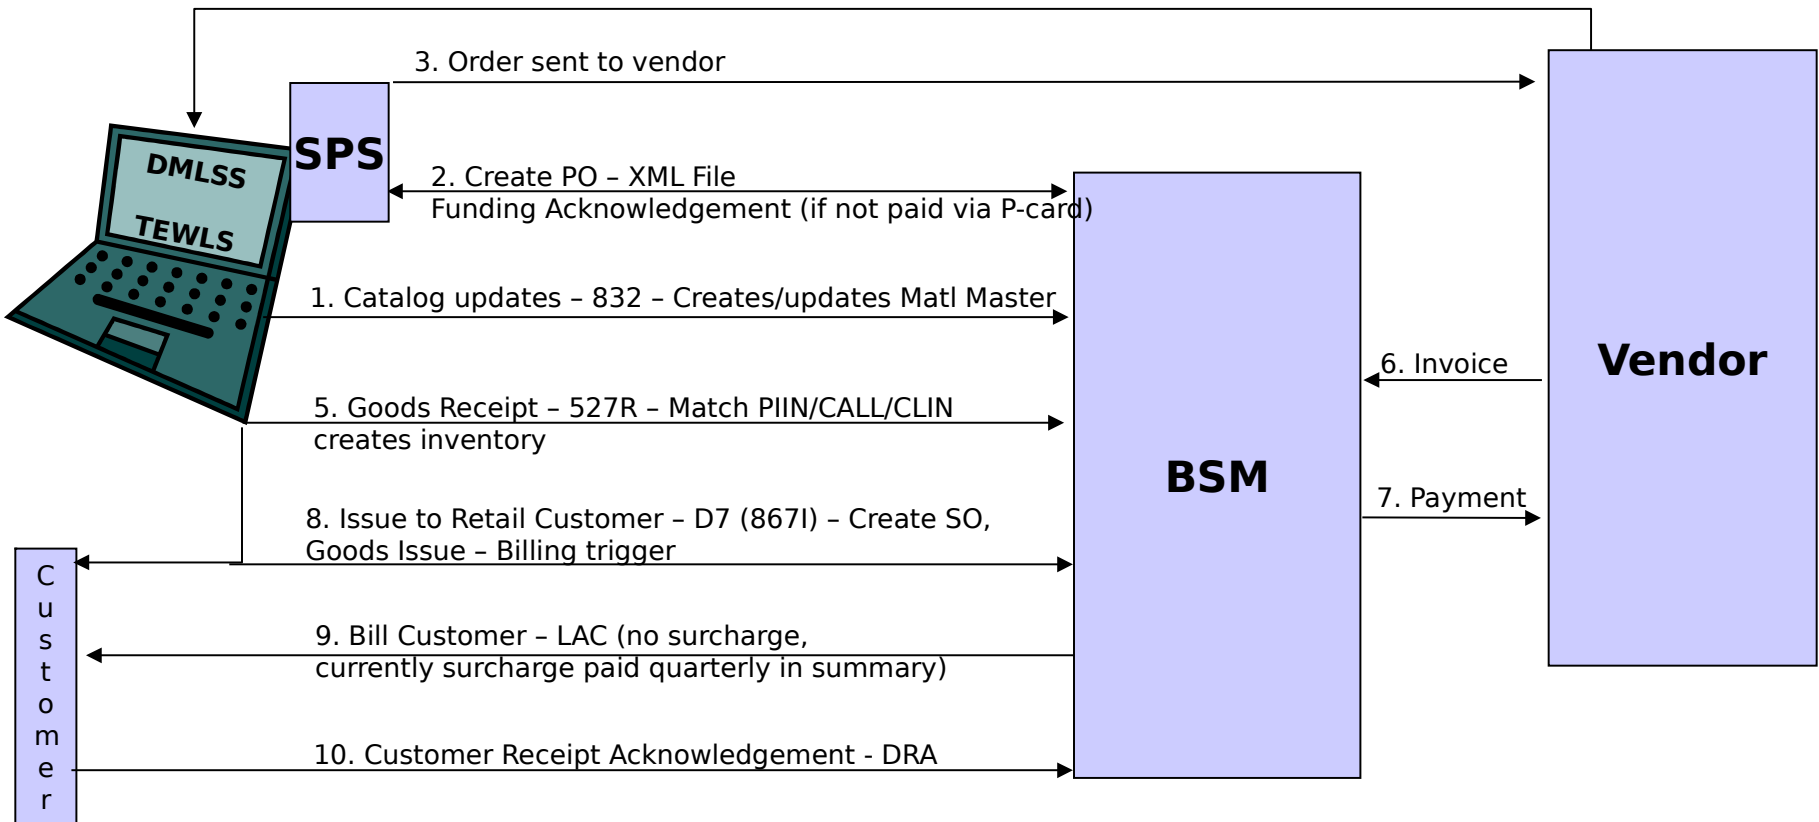 3. Order sent to vendor
SPS
DMLSS
TEWLS
2. Create PO – XML File
Funding Acknowledgement (if not paid via P-card)
1. Catalog updates – 832 – Creates/updates Matl Master
Vendor
6. Invoice
5. Goods Receipt – 527R – Match PIIN/CALL/CLIN
creates inventory
BSM
7. Payment
8. Issue to Retail Customer – D7 (867I) – Create SO,
Goods Issue – Billing trigger
Customer
9. Bill Customer – LAC (no surcharge,
currently surcharge paid quarterly in summary)
10. Customer Receipt Acknowledgement - DRA